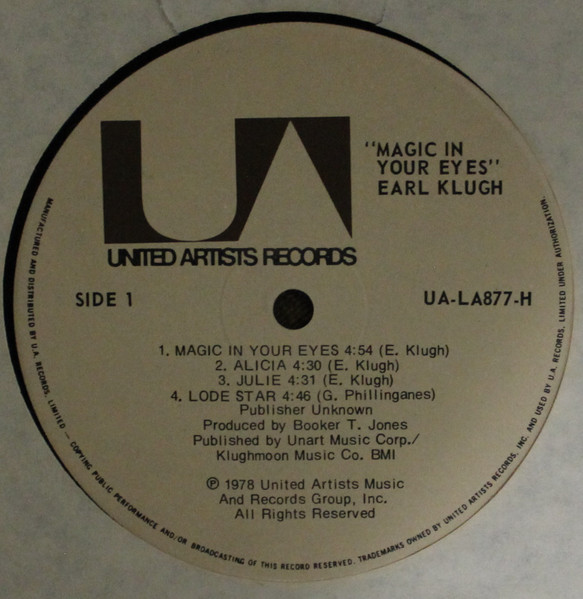 UA
UNITED ARTISTS RECORDS
"MAGIC IN
YOUR EYES"
EARL KLUGH
SIDE 1
UA-LA877-H
1. MAGIC IN YOUR EYES 4:54 (E. Klugh)
2. ALICIA 4:30 (E. Klugh)
3. JULIE 4:31 (E. Klugh)
4. LODE STAR 4:46 (G. Phillinganes)
Publisher Unknown
Produced by Booker T. Jones
Published by Unart Music Corp./
Klughmoon Music Co. BMI
℗ 1978 United Artists Music
And Records Group, Inc.
All Rights Reserved
MANUFACTURED AND DISTRIBUTED BY U.A. RECORDS, LIMITED — COPYING PUBLIC PERFORMANCE AND/OR BROADCASTING OF THIS RECORD RESERVED. TRADEMARKS OWNED BY UNITED ARTISTS RECORDS, INC. AND USED BY U.A. RECORDS, LIMITED UNDER AUTHORIZATION.